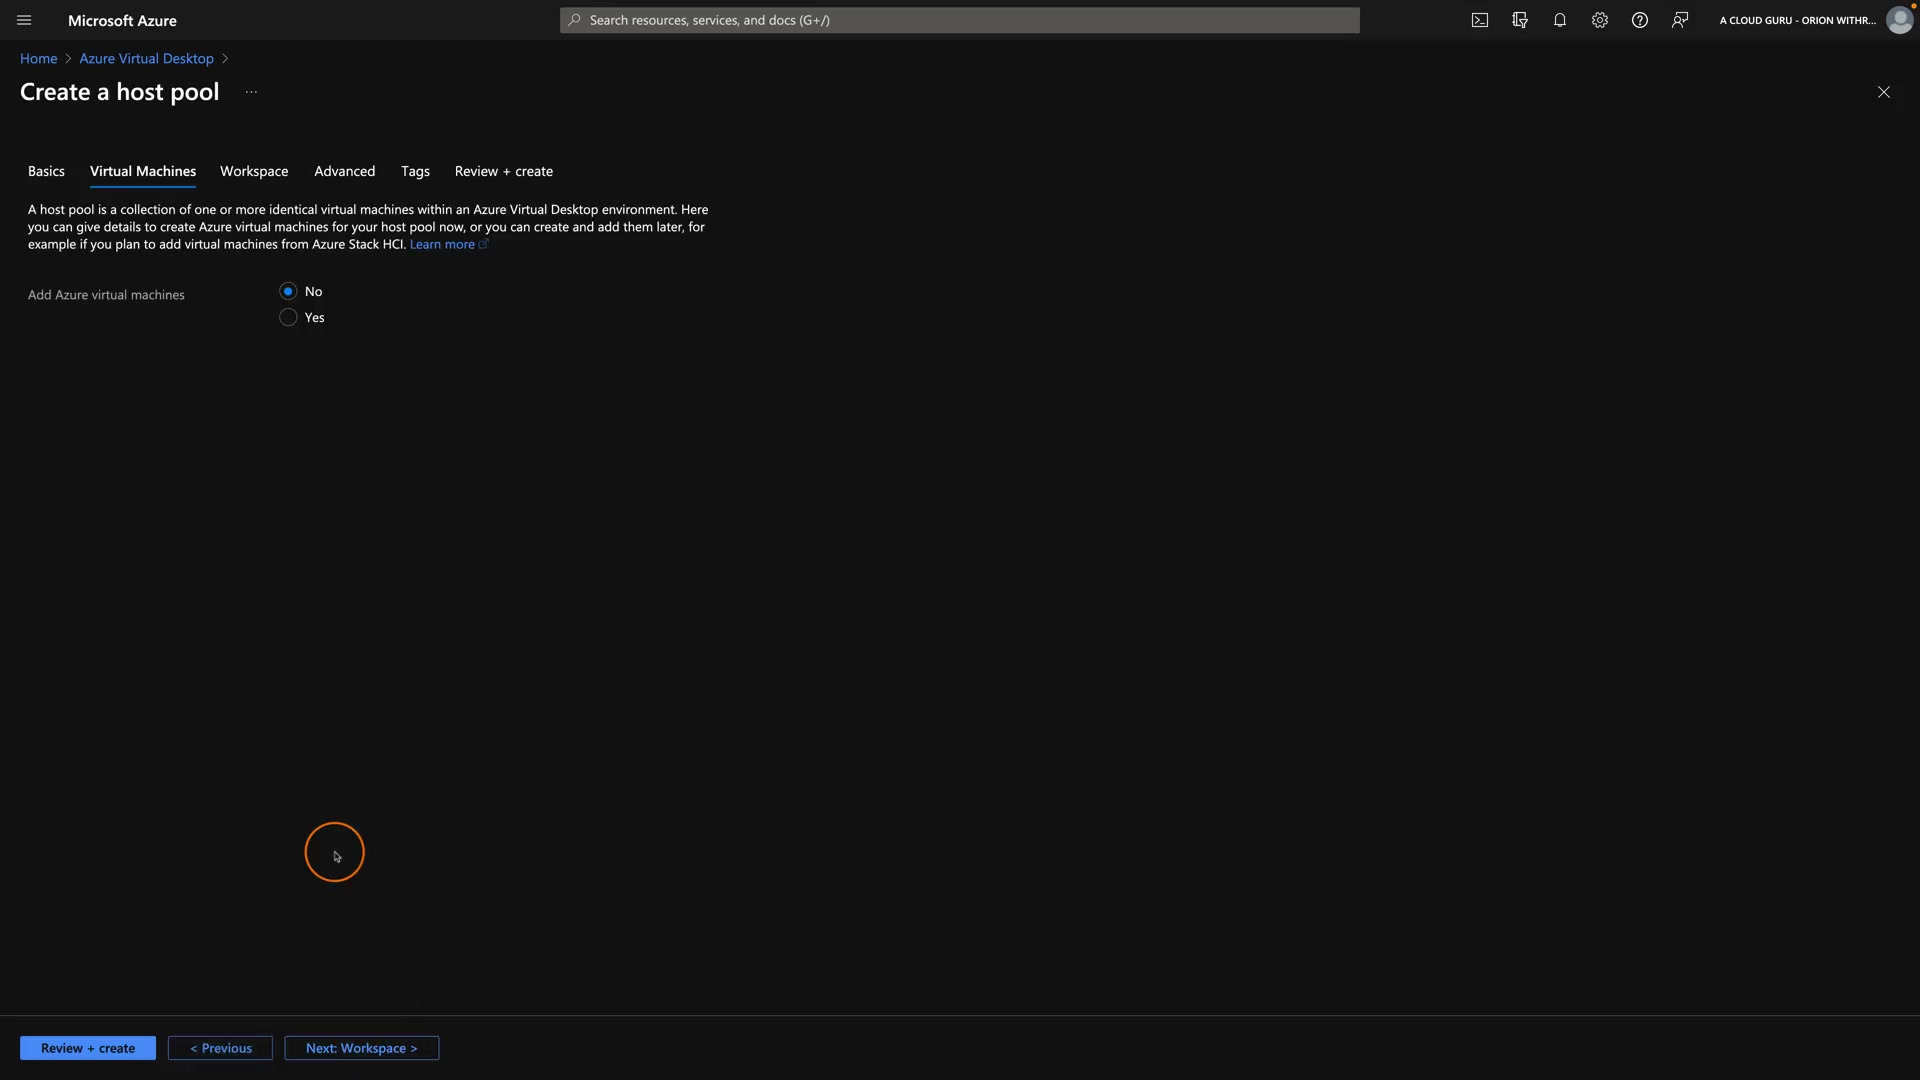 Microsoft Azure
Search resources, services, and docs (G+/)
A CLOUD GURU - ORION WITHR...
Home > Azure Virtual Desktop >
Create a host pool ...
Basics Virtual Machines Workspace Advanced Tags Review + create
A host pool is a collection of one or more identical virtual machines within an Azure Virtual Desktop environment. Here
you can give details to create Azure virtual machines for your host pool now, or you can create and add them later, for
example if you plan to add virtual machines from Azure Stack HCI. Learn more
Add Azure virtual machines
No
Yes
Review + create
< Previous
Next: Workspace >